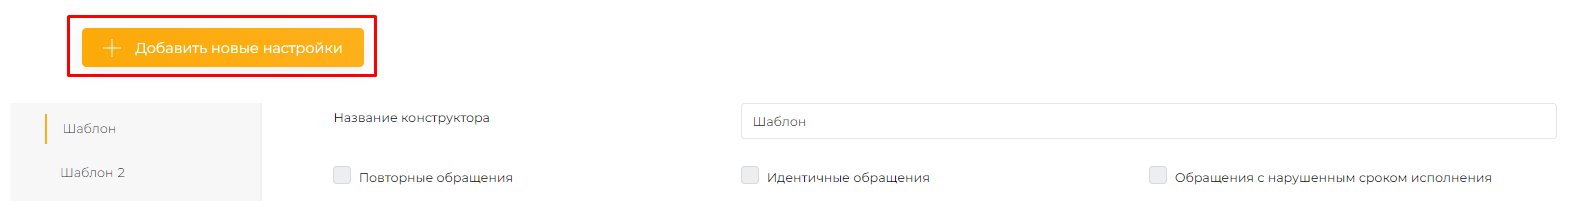 Добавить новые настройки
Шаблон
Шаблон 2
Название конструктора
Шаблон
Повторные обращения
Идентичные обращения
Обращения с нарушенным сроком исполнения